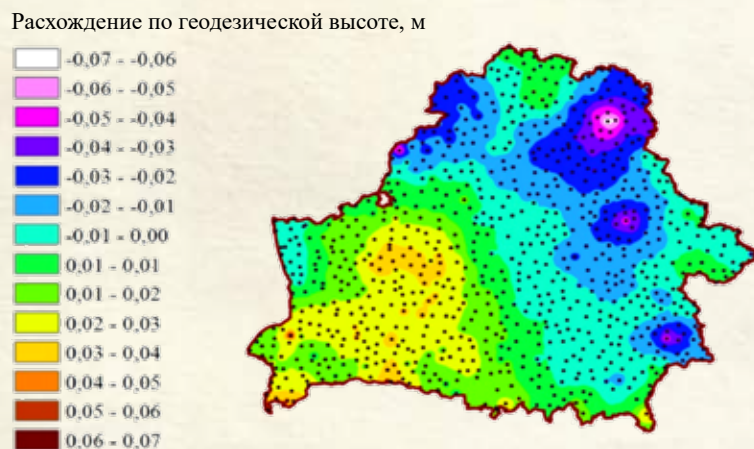 Расхождение по геодезической высоте, м
-0,07 - -0,06
-0,06 - -0,05
-0,05 - -0,04
-0,04 - -0,03
-0,03 - -0,02
-0,02 - -0,01
-0,01 - 0,00
0,01 - 0,01
0,01 - 0,02
0,02 - 0,03
0,03 - 0,04
0,04 - 0,05
0,05 - 0,06
0,06 - 0,07